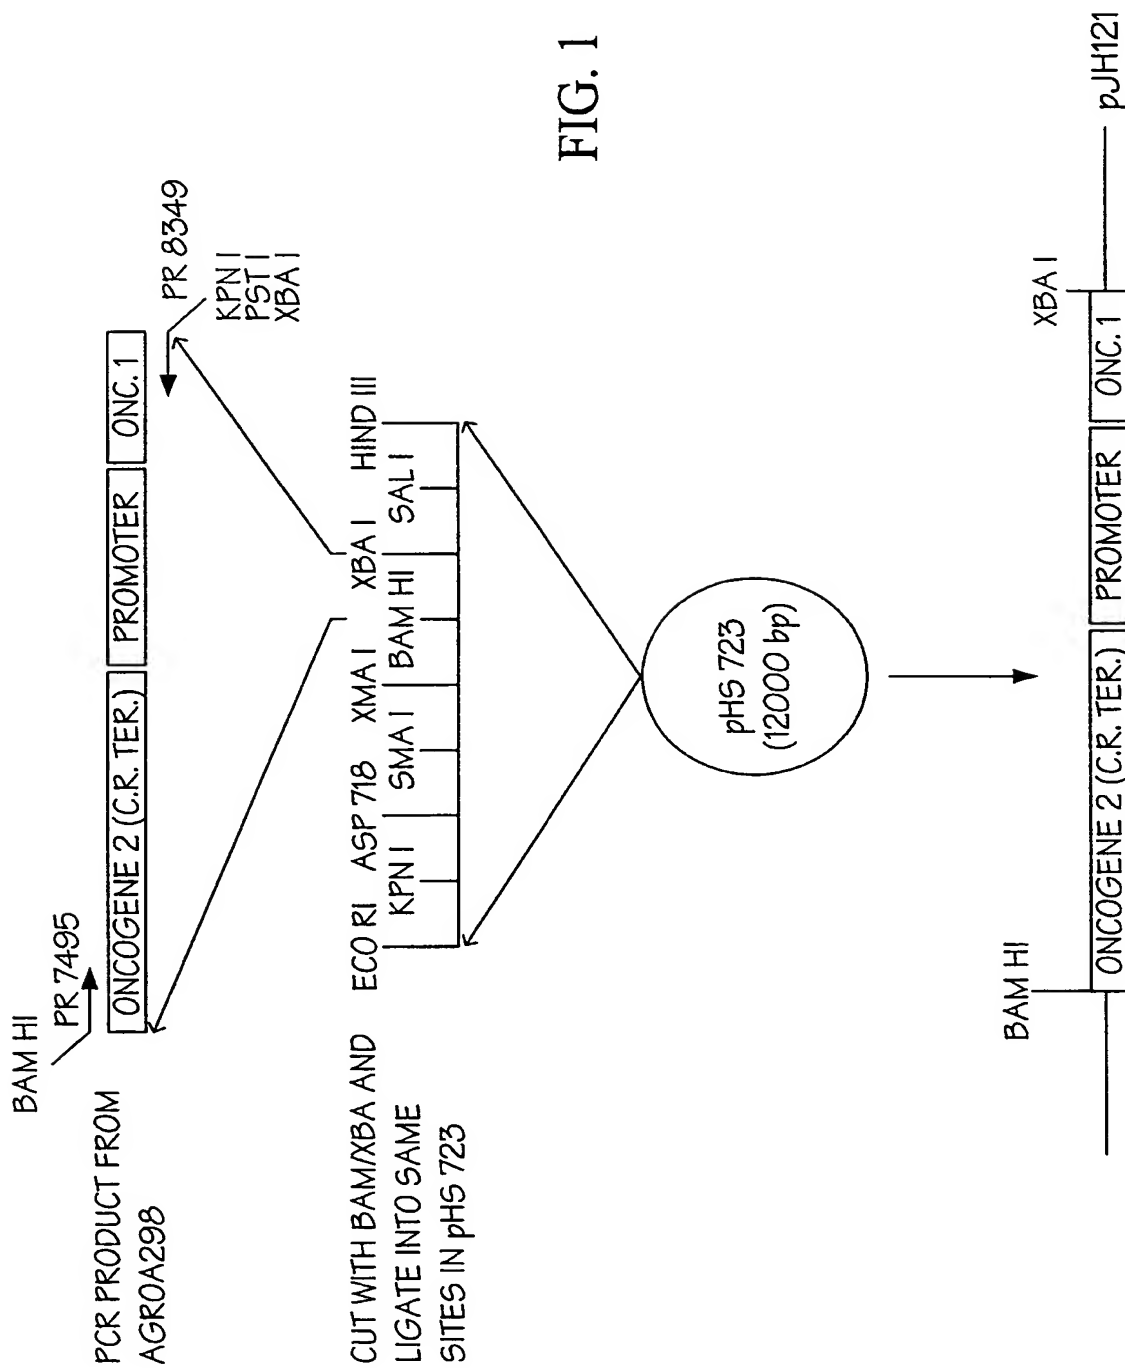 BAM HI
PR 7495
PCR PRODUCT FROM
AGROA298
ONCOGENE 2 (C.R. TER.)
PROMOTER
ONC. 1
PR 8349
KPN I
PST I
XBA I
CUT WITH BAM/XBA AND
LIGATE INTO SAME
SITES IN pHS 723
ECO RI
KPN I
ASP 718
SMA I
XMA I
BAM HI
XBA I
SAL I
HIND III
FIG. 1
pHS 723
(12000 bp)
BAM HI
XBA I
ONCOGENE 2 (C.R. TER.)
PROMOTER
ONC. 1
pJH121